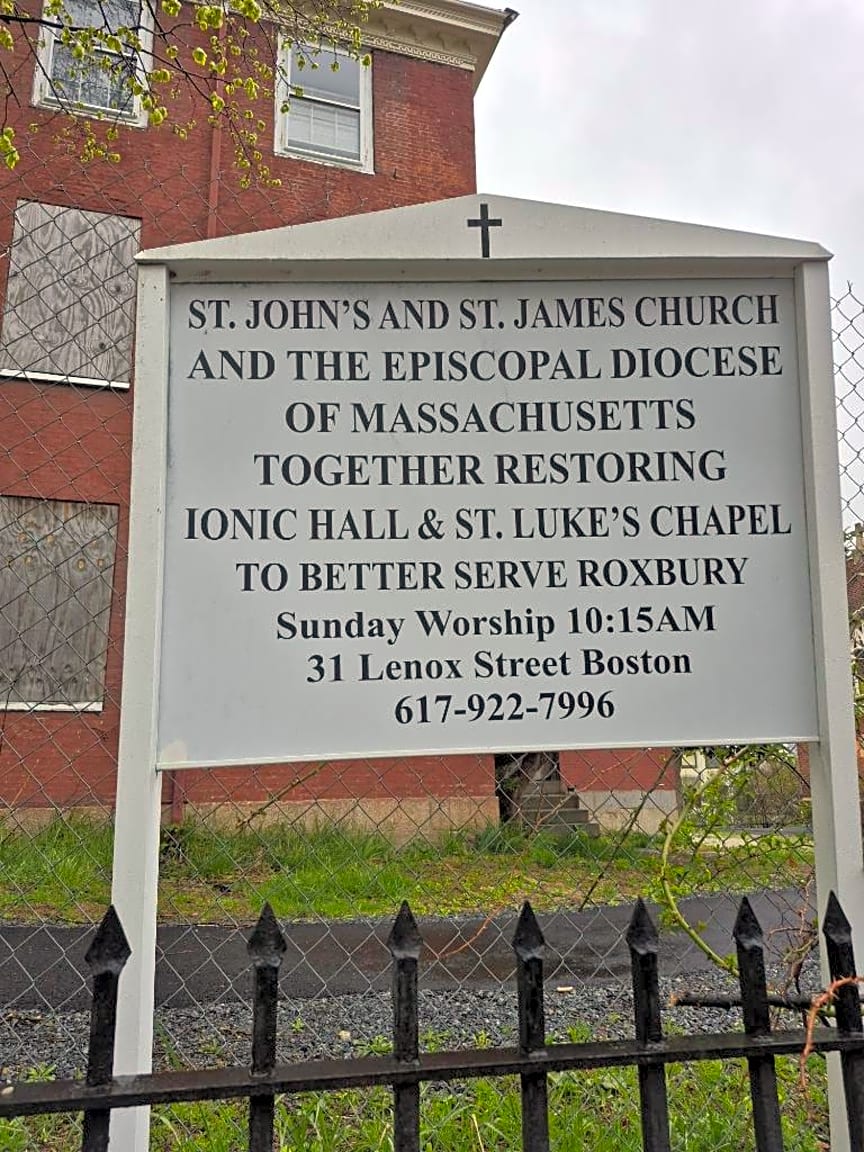 ST. JOHN'S AND ST. JAMES CHURCH
AND THE EPISCOPAL DIOCESE
OF MASSACHUSETTS
TOGETHER RESTORING
IONIC HALL & ST. LUKE'S CHAPEL
TO BETTER SERVE ROXBURY
Sunday Worship 10:15AM
31 Lenox Street Boston
617-922-7996